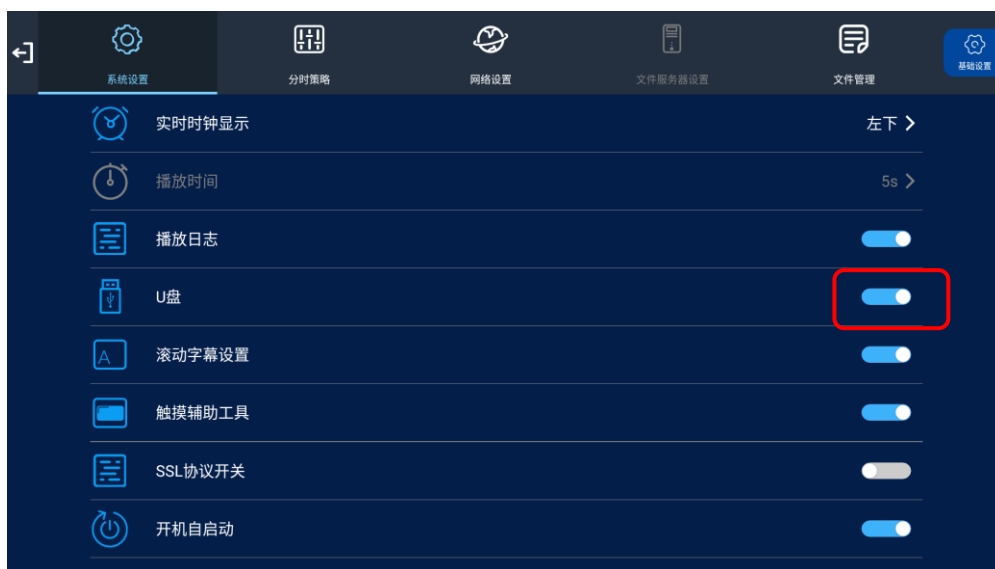 系统设置
分时策略
网络设置
文件服务器设置
文件管理
基础设置
实时时钟显示 左下
播放时间 5s
播放日志
U盘
滚动字幕设置
A
触摸辅助工具
SSL协议开关
开机自启动